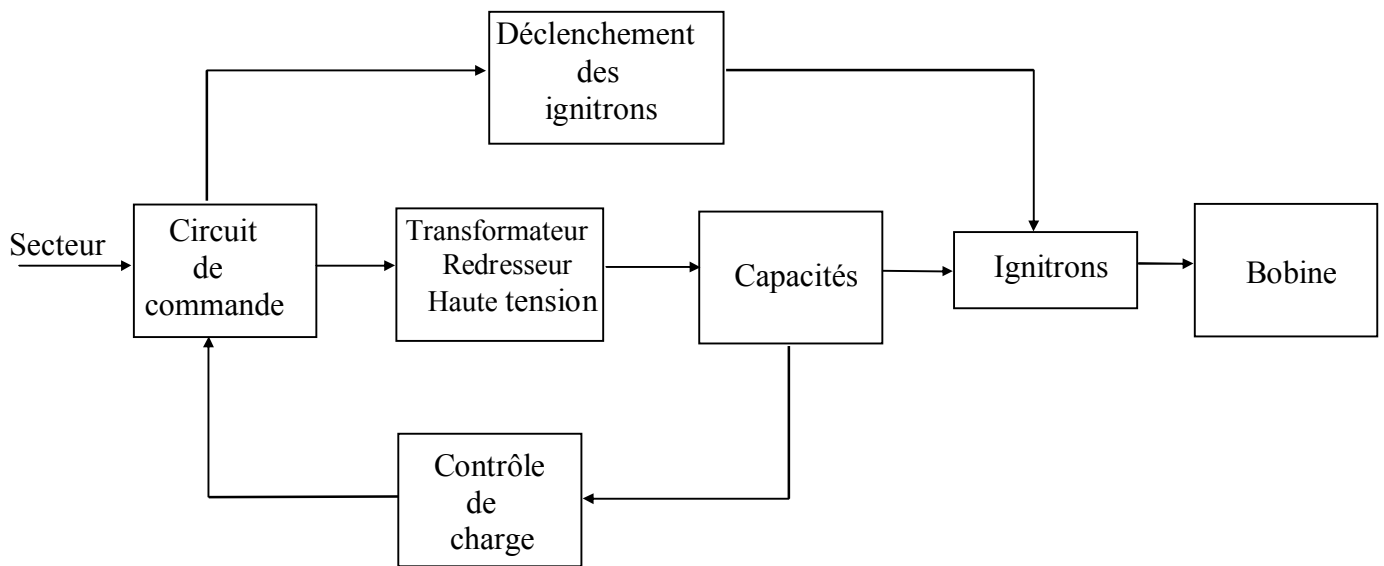 Déclenchement
des
ignitrons
Secteur
Circuit
de
commande
Transformateur
Redresseur
Haute tension
Capacités
Ignitrons
Bobine
Contrôle
de
charge